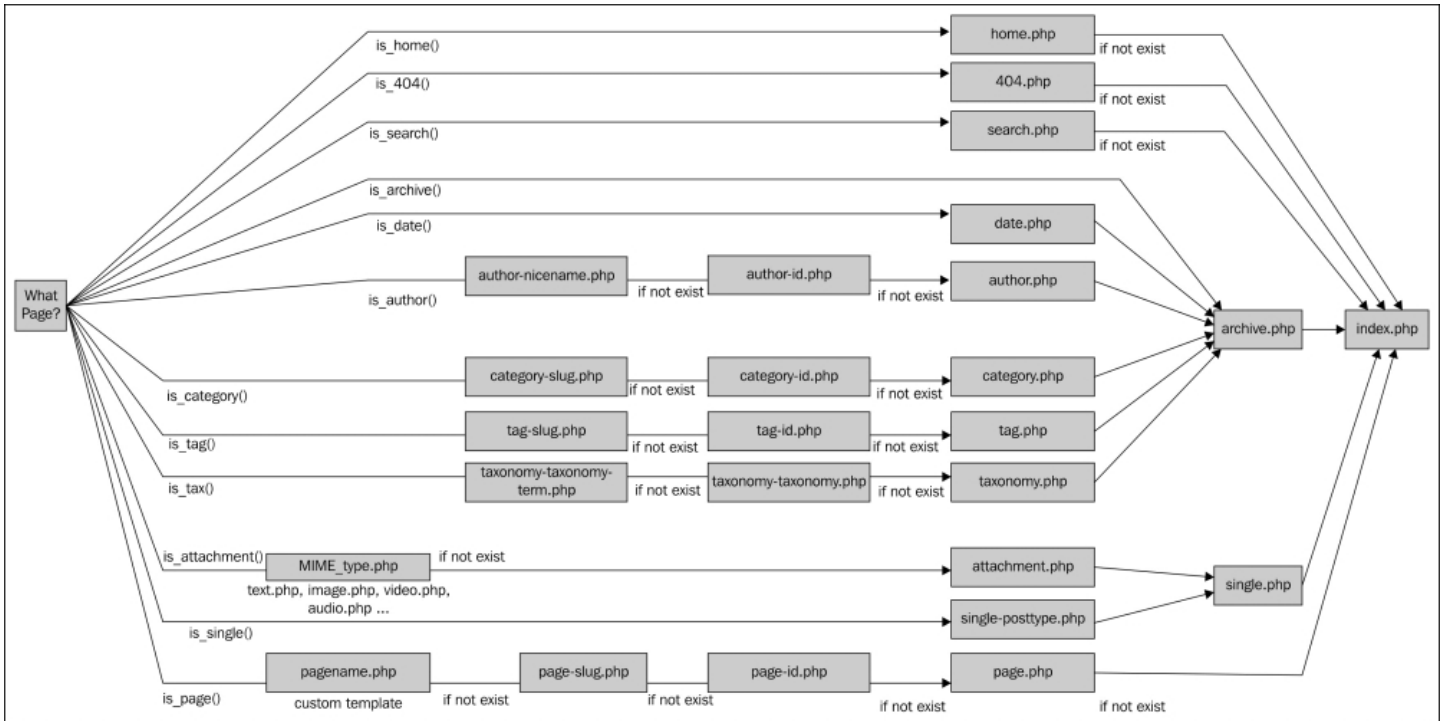 is_home()
home.php
if not exist
is_404()
404.php
if not exist
is_search()
search.php
if not exist
is_archive()
is_date()
date.php
What
Page?
is_author()
author-nicename.php
if not exist
author-id.php
if not exist
author.php
archive.php
index.php
is_category()
category-slug.php
if not exist
category-id.php
if not exist
category.php
is_tag()
tag-slug.php
if not exist
tag-id.php
if not exist
tag.php
is_tax()
taxonomy-taxonomy-
term.php
if not exist
taxonomy-taxonomy.php
if not exist
taxonomy.php
is_attachment()
MIME_type.php
if not exist
text.php, image.php, video.php,
audio.php ...
attachment.php
single.php
is_single()
single-posttype.php
is_page()
pagename.php
custom template
if not exist
page-slug.php
if not exist
page-id.php
if not exist
page.php
if not exist